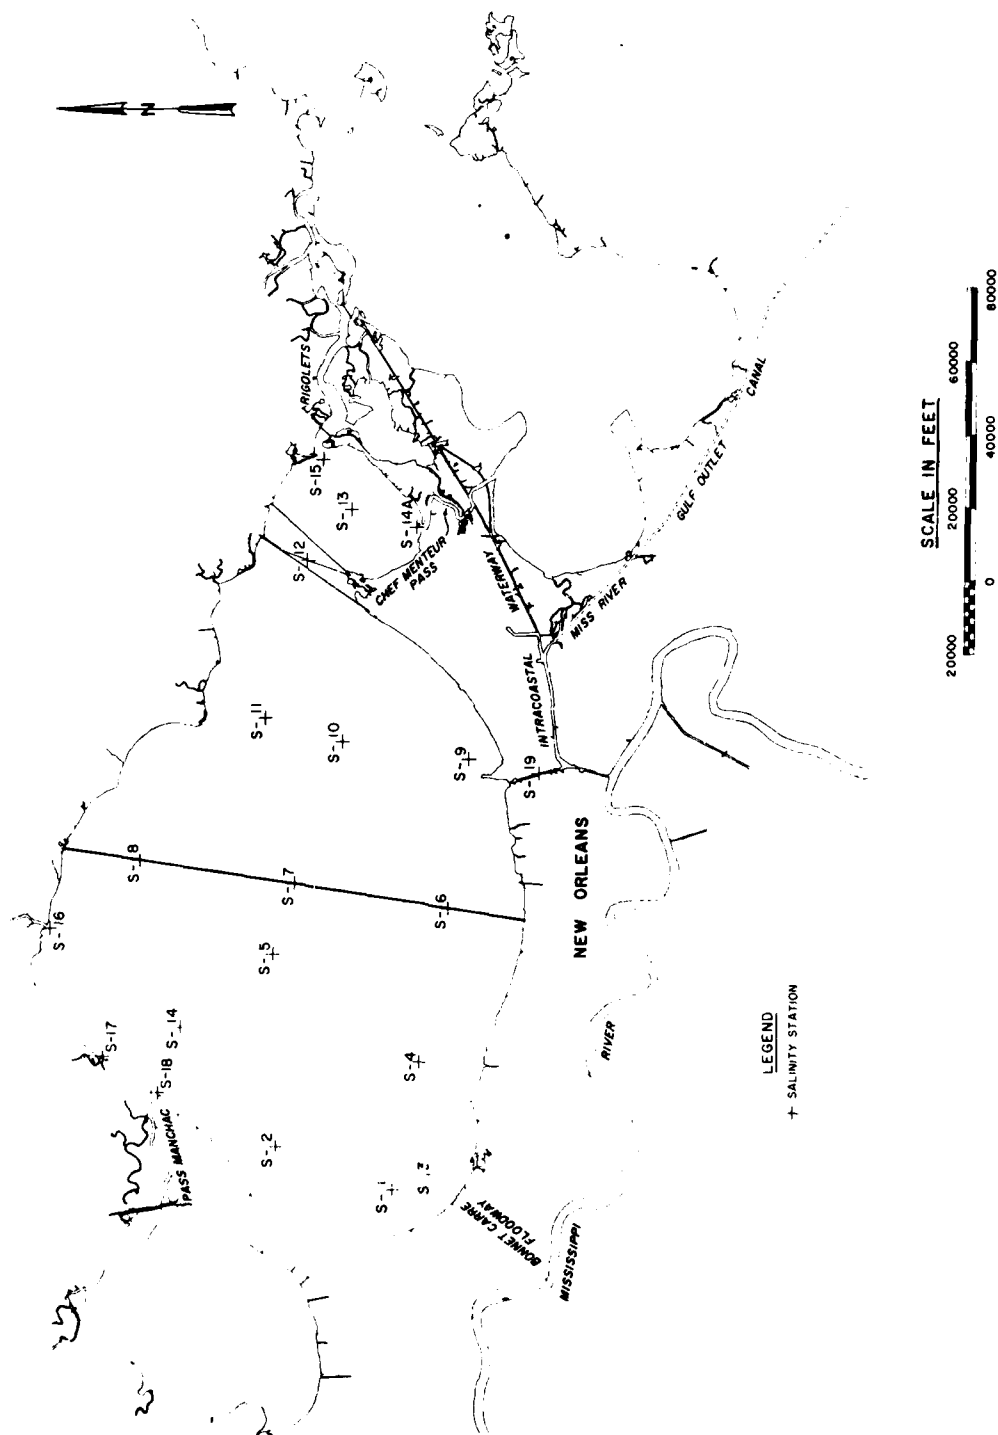 N
S-16
S-17
S-14
S-18
PASS MANCHAC
S-2
S-1
S-3
S-4
S-5
S-8
S-7
S-6
S-11
S-10
S-9
S-19
S-12
S-13
S-15
S-14A
RIGOLETS
CHEF MENTEUR
PASS
INTRACOASTAL
WATERWAY
MISS RIVER
GULF OUTLET
CANAL
NEW ORLEANS
BONNET CARRE
FLOODWAY
MISSISSIPPI
RIVER
LEGEND
+ SALINITY STATION
SCALE IN FEET
20000 0 20000 40000 60000 80000